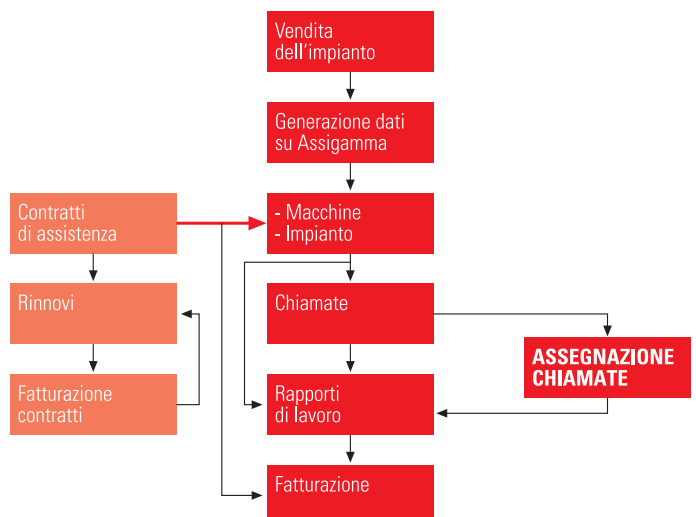 Vendita
dell'impianto
Generazione dati
su Assigamma
Contratti
di assistenza
- Macchine
- Impianto
Rinnovi
Chiamate
ASSEGNAZIONE
CHIAMATE
Fatturazione
contratti
Rapporti
di lavoro
Fatturazione